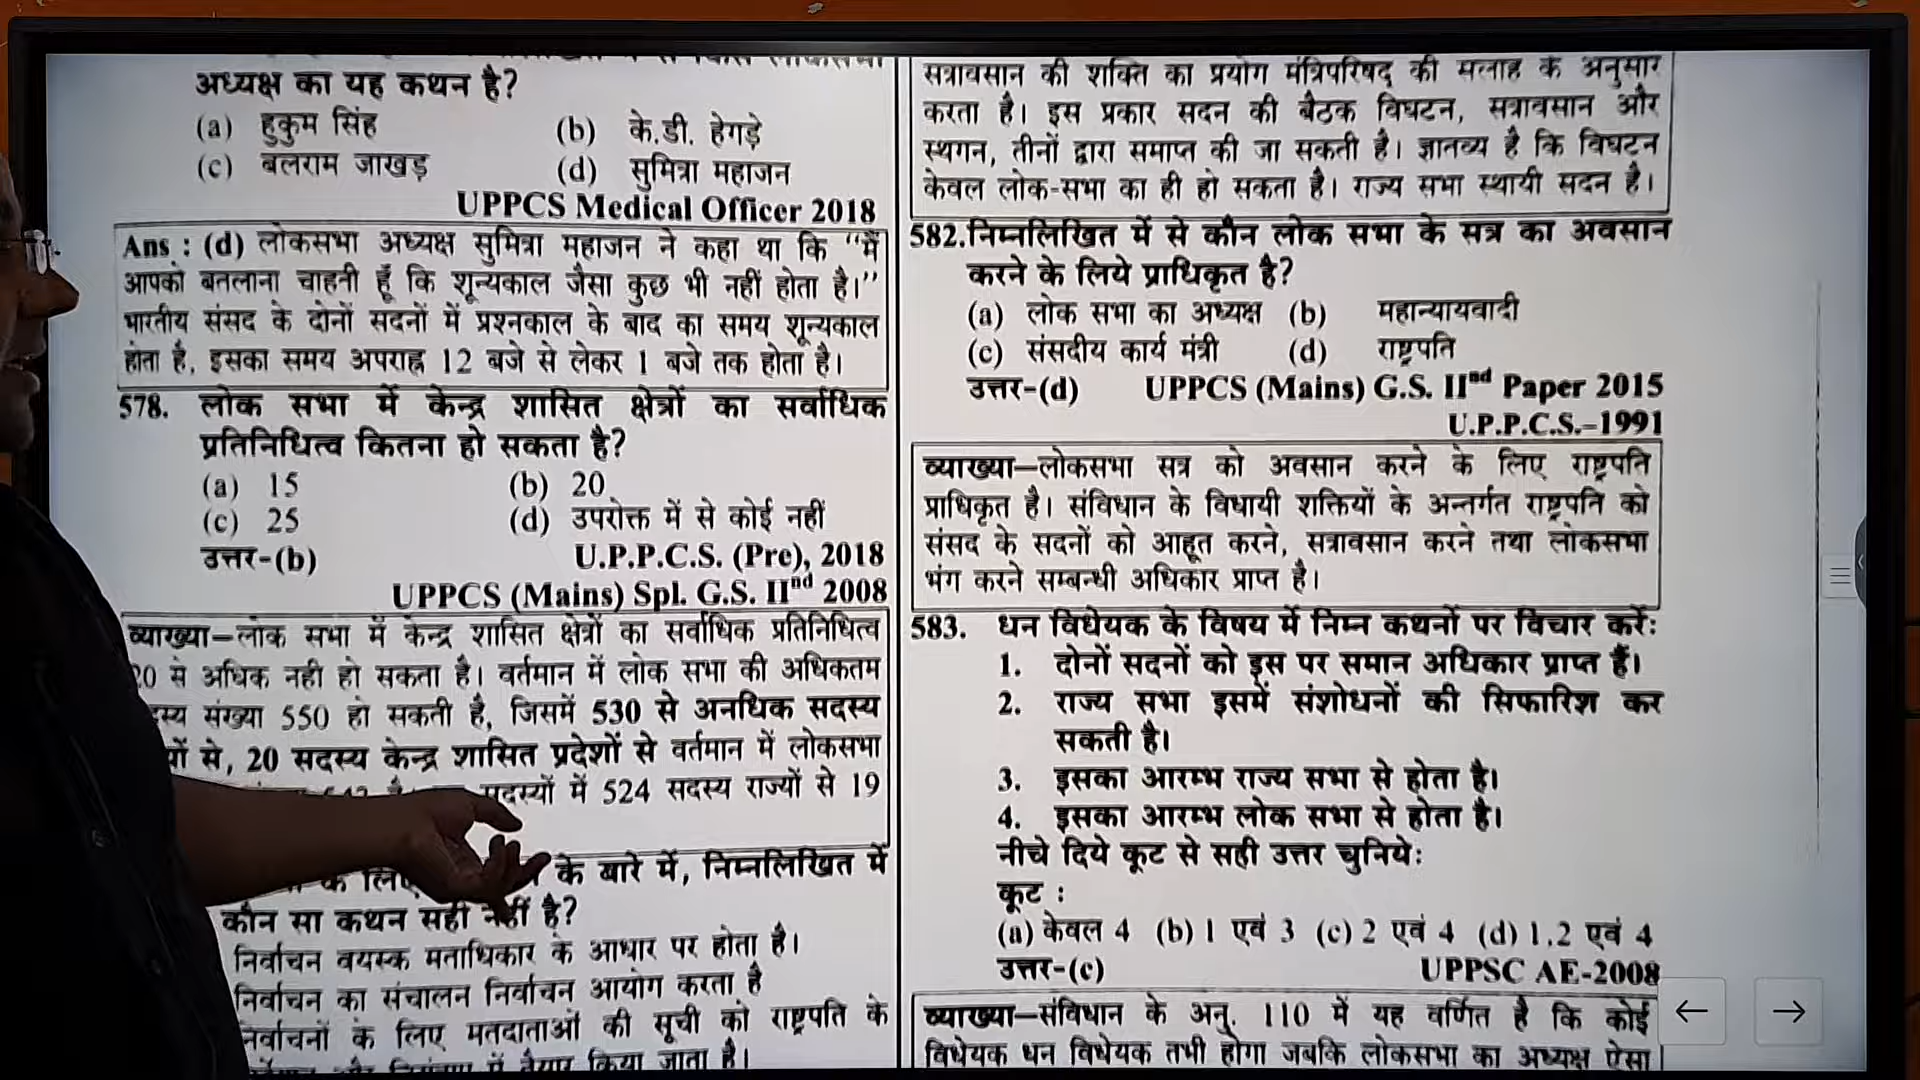 अध्यक्ष का यह कथन है?
(a) हुकुम सिंह (b) के.डी. हेगड़े
(c) बलराम जाखड़ (d) सुमित्रा महाजन
UPPCS Medical Officer 2018
Ans : (d) लोकसभा अध्यक्ष सुमित्रा महाजन ने कहा था कि "मैं
आपको बतलाना चाहती हूँ कि शून्यकाल जैसा कुछ भी नहीं होता है।"
भारतीय संसद के दोनों सदनों में प्रश्नकाल के बाद का समय शून्यकाल
होता है, इसका समय अपराह्न 12 बजे से लेकर 1 बजे तक होता है।
578. लोक सभा में केन्द्र शासित क्षेत्रों का सर्वाधिक
प्रतिनिधित्व कितना हो सकता है?
(a) 15 (b) 20
(c) 25 (d) उपरोक्त में से कोई नहीं
उत्तर-(b) U.P.P.C.S. (Pre), 2018
UPPCS (Mains) Spl. G.S. IInd 2008
व्याख्या–लोक सभा में केन्द्र शासित क्षेत्रों का सर्वाधिक प्रतिनिधित्व
20 से अधिक नही हो सकता है। वर्तमान में लोक सभा की अधिकतम
संख्या 550 हो सकती है, जिसमें 530 से अनधिक सदस्य
से, 20 सदस्य केन्द्र शासित प्रदेशों से वर्तमान में लोकसभा
सदस्यों में 524 सदस्य राज्यों से 19
के लिए के बारे में, निम्नलिखित में
कौन सा कथन सही नहीं है?
निर्वाचन वयस्क मताधिकार के आधार पर होता है।
निर्वाचन का संचालन निर्वाचन आयोग करता है
निर्वाचनों के लिए मतदाताओं की सूची को राष्ट्रपति के
में तैयार किया जाता है।
सत्रावसान की शक्ति का प्रयोग मंत्रिपरिषद् की सलाह के अनुसार
करता है। इस प्रकार सदन की बैठक विघटन, सत्रावसान और
स्थगन, तीनों द्वारा समाप्त की जा सकती है। ज्ञातव्य है कि विघटन
केवल लोक-सभा का ही हो सकता है। राज्य सभा स्थायी सदन है।
582. निम्नलिखित में से कौन लोक सभा के सत्र का अवसान
करने के लिये प्राधिकृत है?
(a) लोक सभा का अध्यक्ष (b) महान्यायवादी
(c) संसदीय कार्य मंत्री (d) राष्ट्रपति
उत्तर-(d) UPPCS (Mains) G.S. IInd Paper 2015
U.P.P.C.S.–1991
व्याख्या–लोकसभा सत्र को अवसान करने के लिए राष्ट्रपति
प्राधिकृत है। संविधान के विधायी शक्तियों के अन्तर्गत राष्ट्रपति को
संसद के सदनों को आहूत करने, सत्रावसान करने तथा लोकसभा
भंग करने सम्बन्धी अधिकार प्राप्त है।
583. धन विधेयक के विषय में निम्न कथनों पर विचार करें:
1. दोनों सदनों को इस पर समान अधिकार प्राप्त हैं।
2. राज्य सभा इसमें संशोधनों की सिफारिश कर
सकती है।
3. इसका आरम्भ राज्य सभा से होता है।
4. इसका आरम्भ लोक सभा से होता है।
नीचे दिये कूट से सही उत्तर चुनिये:
कूट :
(a) केवल 4 (b) 1 एवं 3 (c) 2 एवं 4 (d) 1,2 एवं 4
उत्तर-(c) UPPSC AE-2008
व्याख्या–संविधान के अनु. 110 में यह वर्णित है कि कोई
विधेयक धन विधेयक तभी होगा जबकि लोकसभा का अध्यक्ष ऐसा